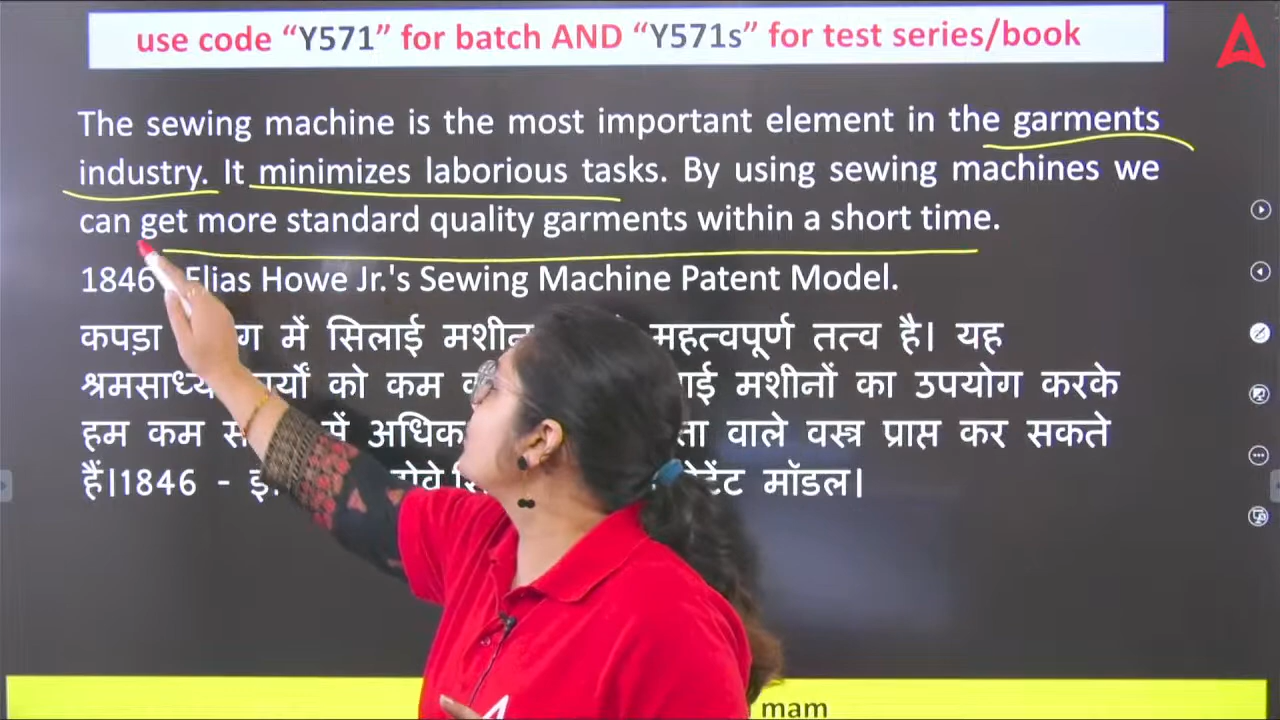 use code “Y571” for batch AND “Y571s” for test series/book
The sewing machine is the most important element in the garments
industry. It minimizes laborious tasks. By using sewing machines we
can get more standard quality garments within a short time.
1846 Elias Howe Jr.'s Sewing Machine Patent Model.
कपड़ा में सिलाई महत्वपूर्ण तत्व है। यह
को कम मशीनों का उपयोग करके
हम कम में अधिक वाले वस्त्र प्राप्त कर सकते
हैं।1846 - मॉडल।
mam